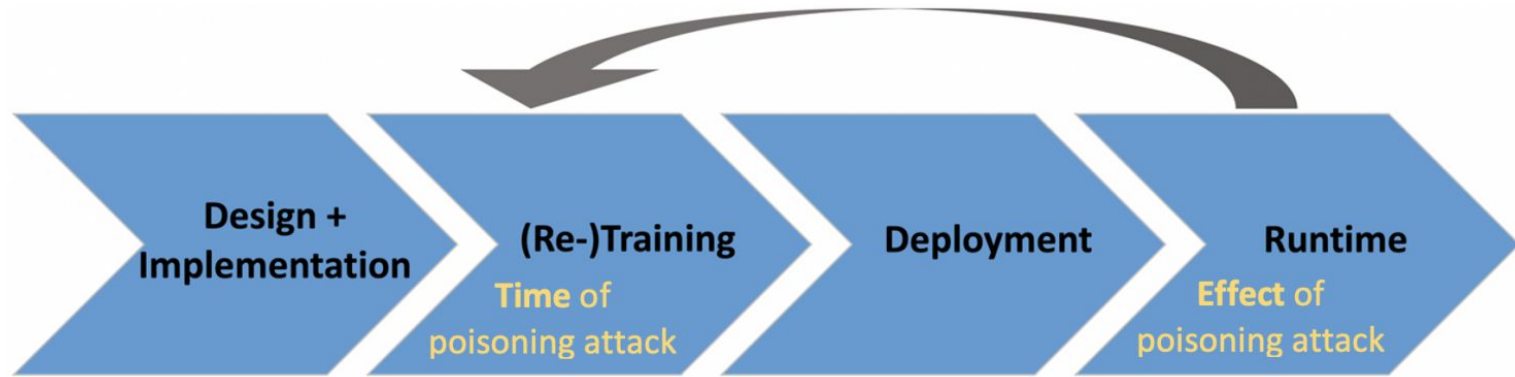 Design +
Implementation
(Re-)Training
Time of
poisoning attack
Deployment
Runtime
Effect of
poisoning attack